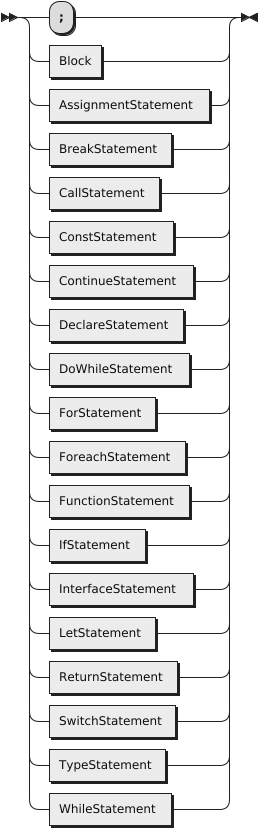 ;
Block
AssignmentStatement
BreakStatement
CallStatement
ConstStatement
ContinueStatement
DeclareStatement
DoWhileStatement
ForStatement
ForeachStatement
FunctionStatement
IfStatement
InterfaceStatement
LetStatement
ReturnStatement
SwitchStatement
TypeStatement
WhileStatement